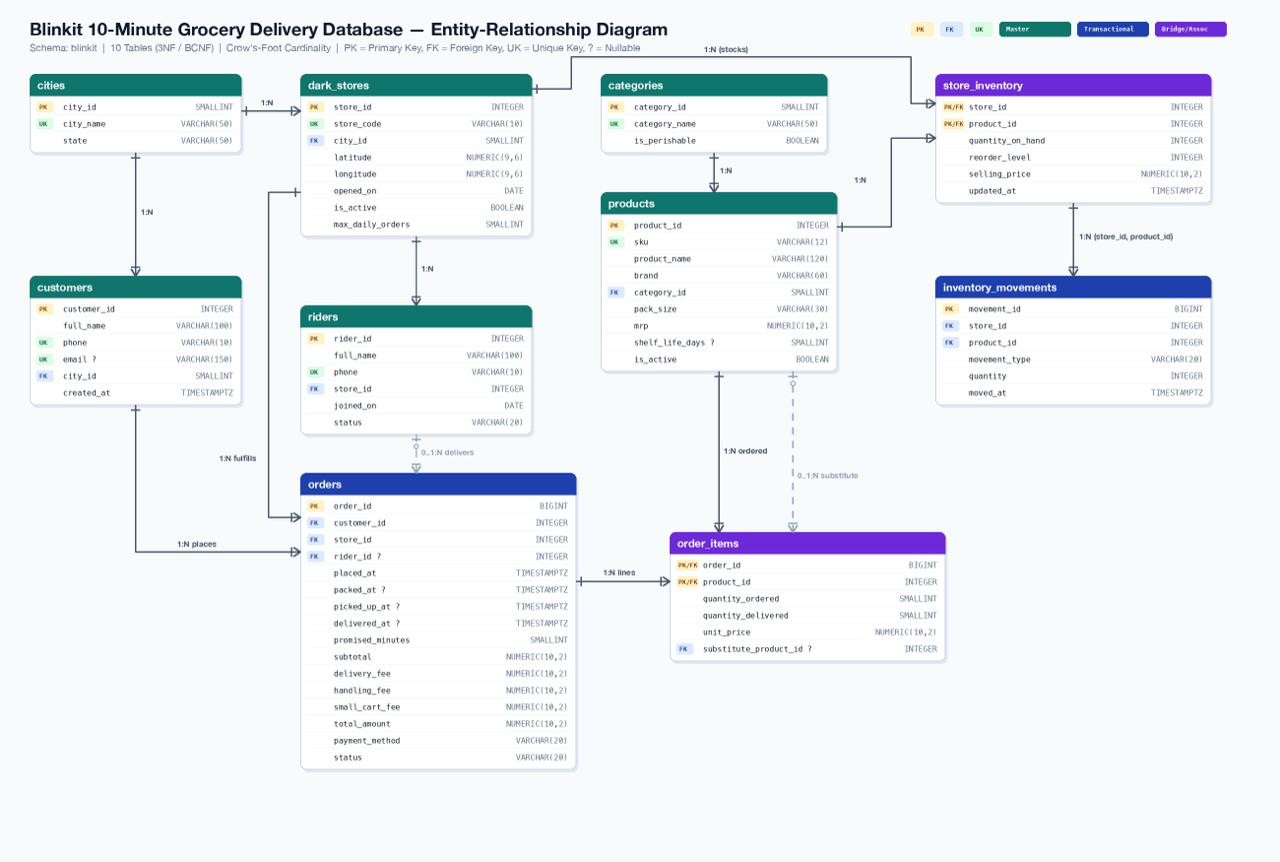 Blinkit 10-Minute Grocery Delivery Database — Entity-Relationship Diagram
PK FK UK Master Transactional Bridge/Assoc
Schema: blinkit | 10 Tables (3NF / BCNF) | Crow's-Foot Cardinality | PK = Primary Key, FK = Foreign Key, UK = Unique Key, ? = Nullable
1:N (stocks)
cities
PK city_id SMALLINT
UK city_name VARCHAR(50)
state VARCHAR(50)
1:N
dark_stores
PK store_id INTEGER
UK store_code VARCHAR(10)
FK city_id SMALLINT
latitude NUMERIC(9,6)
longitude NUMERIC(9,6)
opened_on DATE
is_active BOOLEAN
max_daily_orders SMALLINT
categories
PK category_id SMALLINT
UK category_name VARCHAR(50)
is_perishable BOOLEAN
1:N
1:N
store_inventory
PK/FK store_id INTEGER
PK/FK product_id INTEGER
quantity_on_hand INTEGER
reorder_level INTEGER
selling_price NUMERIC(10,2)
updated_at TIMESTAMPTZ
1:N
1:N
1:N (store_id, product_id)
products
PK product_id INTEGER
UK sku VARCHAR(12)
product_name VARCHAR(120)
brand VARCHAR(60)
FK category_id SMALLINT
pack_size VARCHAR(30)
mrp NUMERIC(10,2)
shelf_life_days ? SMALLINT
is_active BOOLEAN
customers
PK customer_id INTEGER
full_name VARCHAR(100)
UK phone VARCHAR(10)
UK email ? VARCHAR(150)
FK city_id SMALLINT
created_at TIMESTAMPTZ
riders
PK rider_id INTEGER
full_name VARCHAR(100)
UK phone VARCHAR(10)
FK store_id INTEGER
joined_on DATE
status VARCHAR(20)
inventory_movements
PK movement_id BIGINT
FK store_id INTEGER
FK product_id INTEGER
movement_type VARCHAR(20)
quantity INTEGER
moved_at TIMESTAMPTZ
1:N fulfills
0..1:N delivers
1:N ordered
0..1:N substitute
1:N places
orders
PK order_id BIGINT
FK customer_id INTEGER
FK store_id INTEGER
FK rider_id ? INTEGER
placed_at TIMESTAMPTZ
packed_at ? TIMESTAMPTZ
picked_up_at ? TIMESTAMPTZ
delivered_at ? TIMESTAMPTZ
promised_minutes SMALLINT
subtotal NUMERIC(10,2)
delivery_fee NUMERIC(10,2)
handling_fee NUMERIC(10,2)
small_cart_fee NUMERIC(10,2)
total_amount NUMERIC(10,2)
payment_method VARCHAR(20)
status VARCHAR(20)
1:N lines
order_items
PK/FK order_id BIGINT
PK/FK product_id INTEGER
quantity_ordered SMALLINT
quantity_delivered SMALLINT
unit_price NUMERIC(10,2)
FK substitute_product_id ? INTEGER